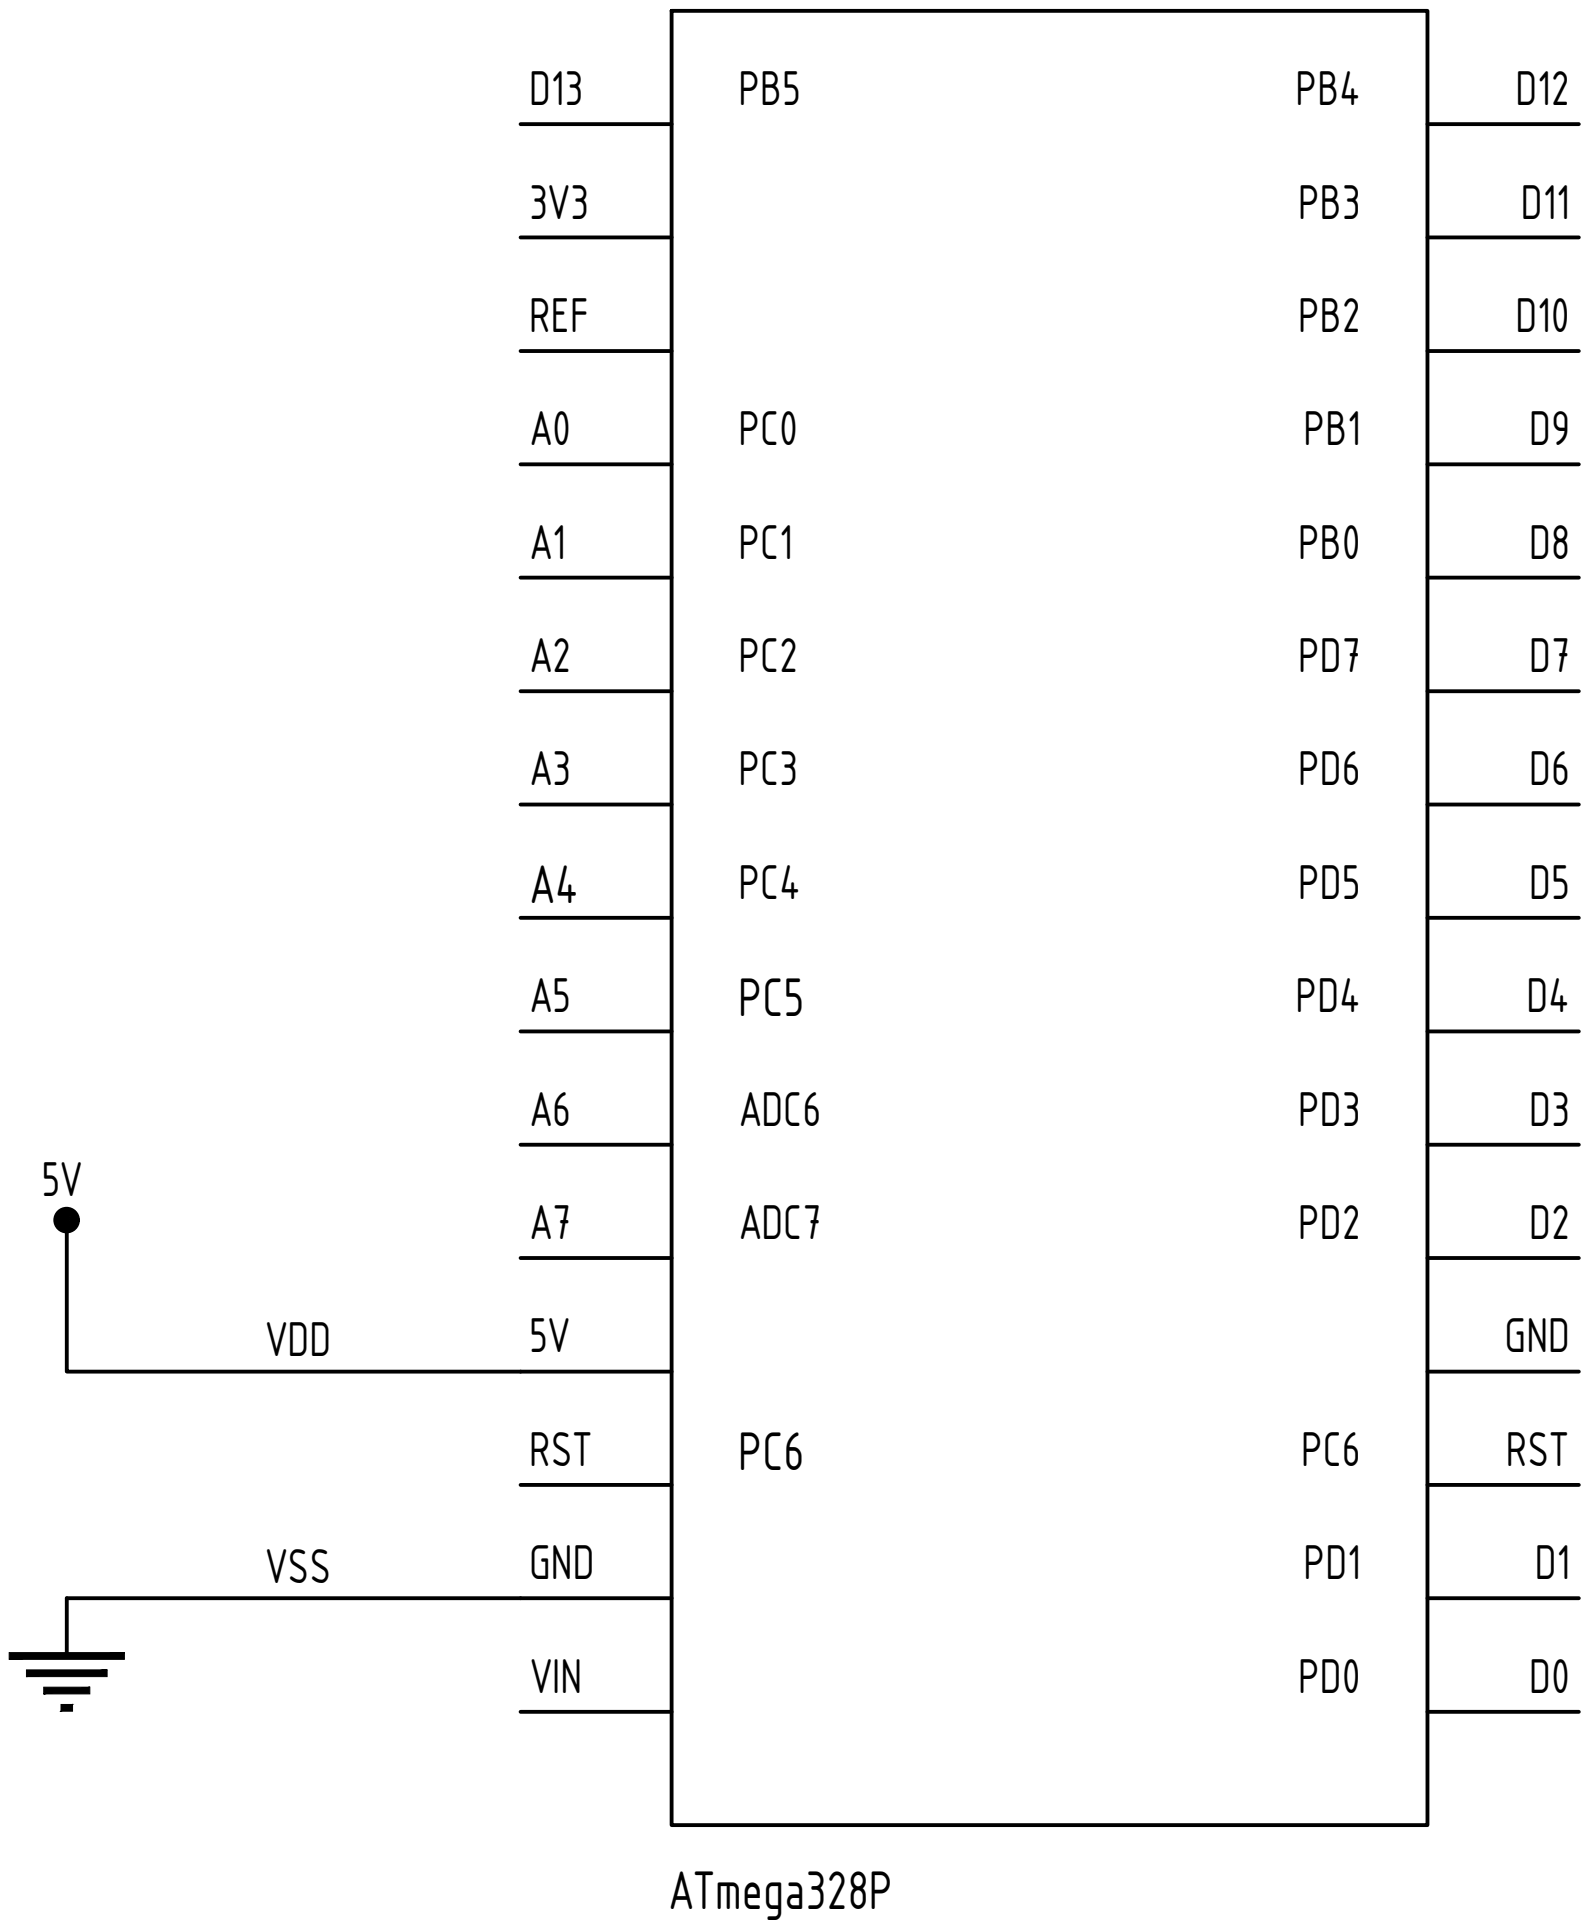 D13 PB5 PB4 D12
3V3 PB3 D11
REF PB2 D10
A0 PC0 PB1 D9
A1 PC1 PB0 D8
A2 PC2 PD7 D7
A3 PC3 PD6 D6
A4 PC4 PD5 D5
A5 PC5 PD4 D4
A6 ADC6 PD3 D3
5V
A7 ADC7 PD2 D2
VDD 5V GND
RST PC6 PC6 RST
VSS GND PD1 D1
VIN PD0 D0
ATmega328P